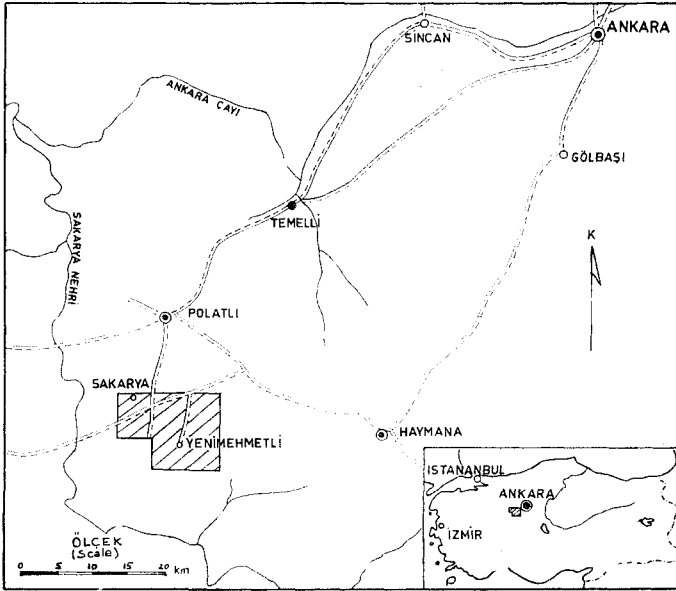 ANKARA
SİNCAN
ANKARA ÇAYI
GÖLBAŞI
TEMELLİ
SAKARYA NEHRİ
K
POLATLI
SAKARYA
YENİMEHMETLİ
HAYMANA
ISTANANBUL
ANKARA
İZMİR
ÖLÇEK
(Scale)
0 5 10 15 20 km